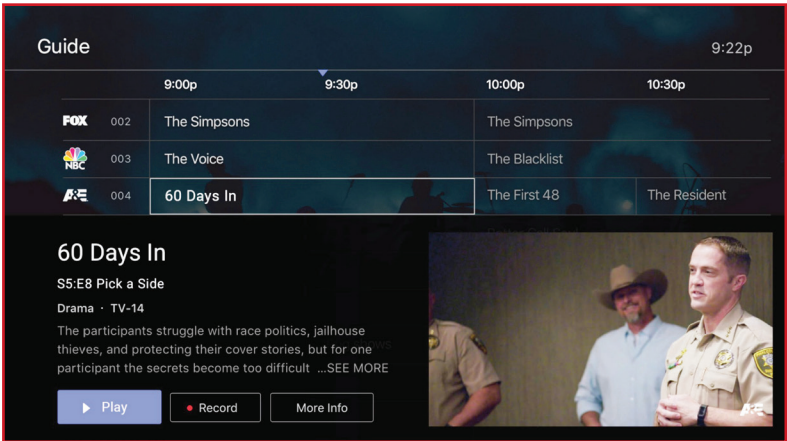 Guide
9:22p
9:00p 9:30p 10:00p 10:30p
FOX 002 The Simpsons The Simpsons
NBC 003 The Voice The Blacklist
A&E 004 60 Days In The First 48 The Resident
60 Days In
S5:E8 Pick a Side
Drama · TV-14
The participants struggle with race politics, jailhouse
thieves, and protecting their cover stories, but for one
participant the secrets become too difficult ...SEE MORE
shows
Play Record More Info
A&E